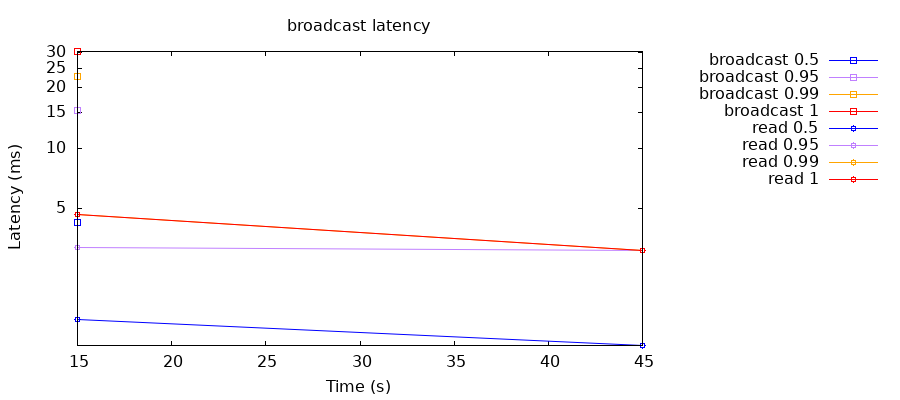 broadcast latency
30
25
20
15
10
5
Latency (ms)
15 20 25 30 35 40 45
Time (s)
broadcast 0.5
broadcast 0.95
broadcast 0.99
broadcast 1
read 0.5
read 0.95
read 0.99
read 1